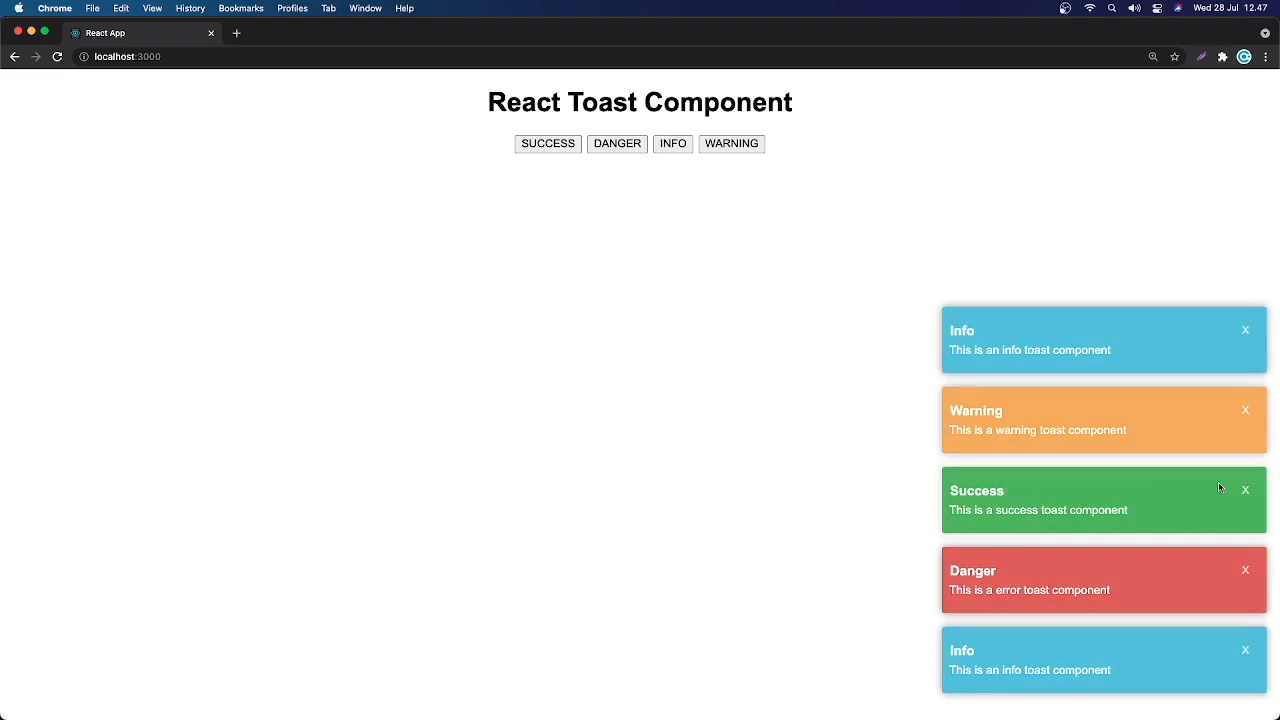 Chrome File Edit View History Bookmarks Profiles Tab Window Help Wed 28 Jul 12.47
React App
localhost:3000
React Toast Component
SUCCESS DANGER INFO WARNING
Info X
This is an info toast component
Warning X
This is a warning toast component
Success X
This is a success toast component
Danger X
This is a error toast component
Info X
This is an info toast component